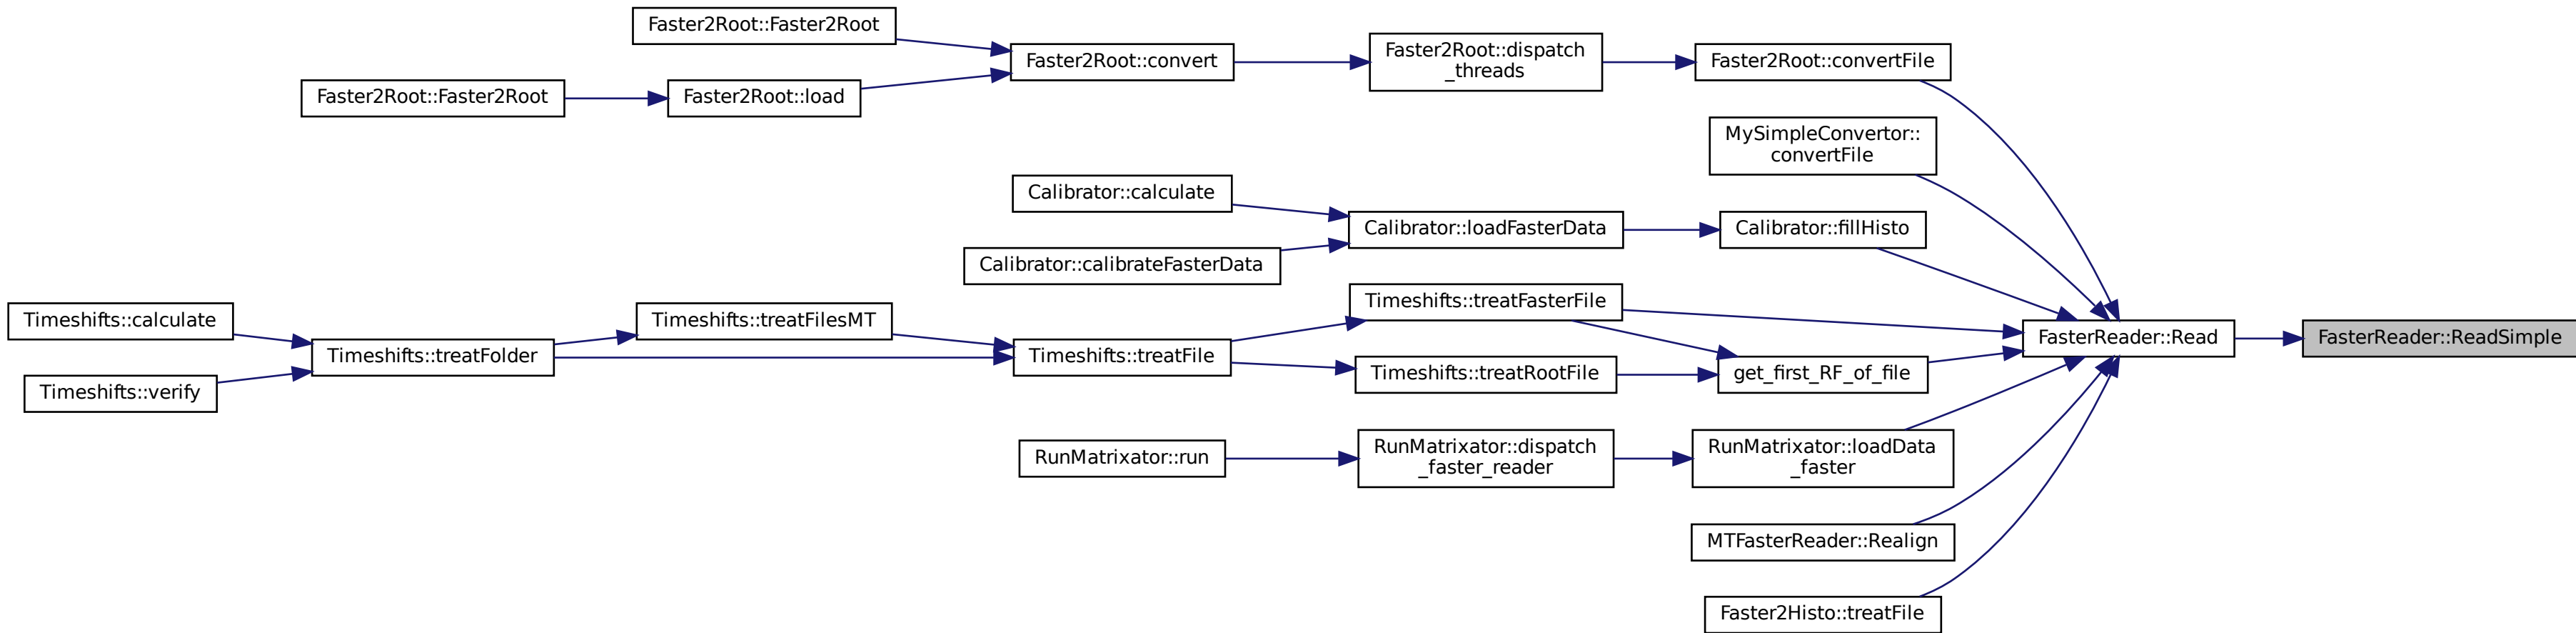 Faster2Root::Faster2Root
Faster2Root::convert
Faster2Root::dispatch
_threads
Faster2Root::convertFile
Faster2Root::Faster2Root
Faster2Root::load
MySimpleConvertor::
convertFile
Calibrator::calculate
Calibrator::loadFasterData
Calibrator::fillHisto
Calibrator::calibrateFasterData
Timeshifts::calculate
Timeshifts::treatFilesMT
Timeshifts::treatFasterFile
Timeshifts::treatFolder
Timeshifts::treatFile
FasterReader::Read
FasterReader::ReadSimple
Timeshifts::verify
Timeshifts::treatRootFile
get_first_RF_of_file
RunMatrixator::run
RunMatrixator::dispatch
_faster_reader
RunMatrixator::loadData
_faster
MTFasterReader::Realign
Faster2Histo::treatFile